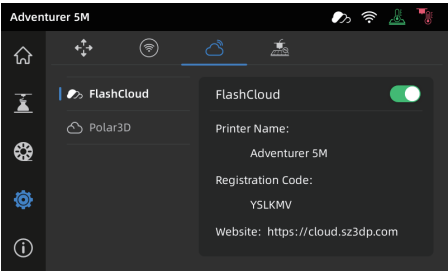 Adventurer 5M
FlashCloud
Polar3D
FlashCloud
Printer Name:
Adventurer 5M
Registration Code:
YSLKMV
Website: https://cloud.sz3dp.com